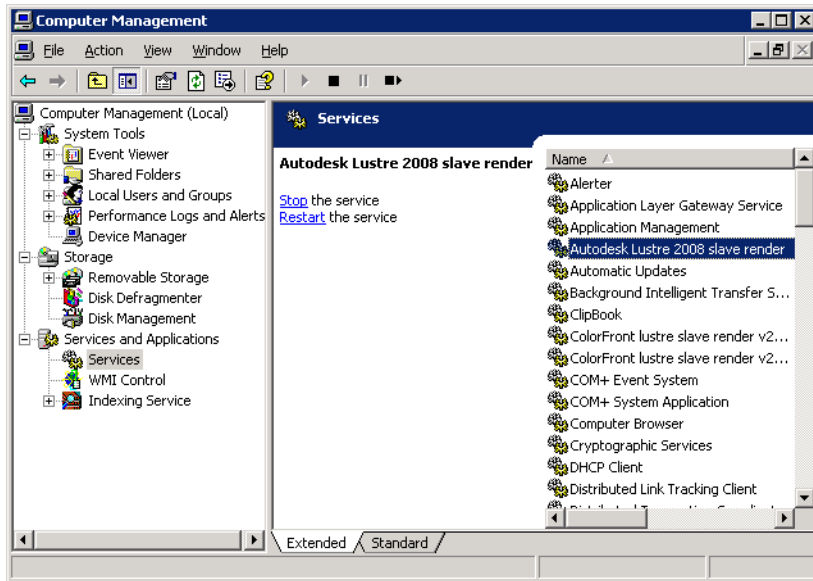 Computer Management
File Action View Window Help
Computer Management (Local)
System Tools
Event Viewer
Shared Folders
Local Users and Groups
Performance Logs and Alerts
Device Manager
Storage
Removable Storage
Disk Defragmenter
Disk Management
Services and Applications
Services
WMI Control
Indexing Service
Services
Autodesk Lustre 2008 slave render
Stop the service
Restart the service
Name
Alerter
Application Layer Gateway Service
Application Management
Autodesk Lustre 2008 slave render
Automatic Updates
Background Intelligent Transfer S...
ClipBook
ColorFront lustre slave render v2...
ColorFront lustre slave render v2...
COM+ Event System
COM+ System Application
Computer Browser
Cryptographic Services
DHCP Client
Distributed Link Tracking Client
Extended Standard